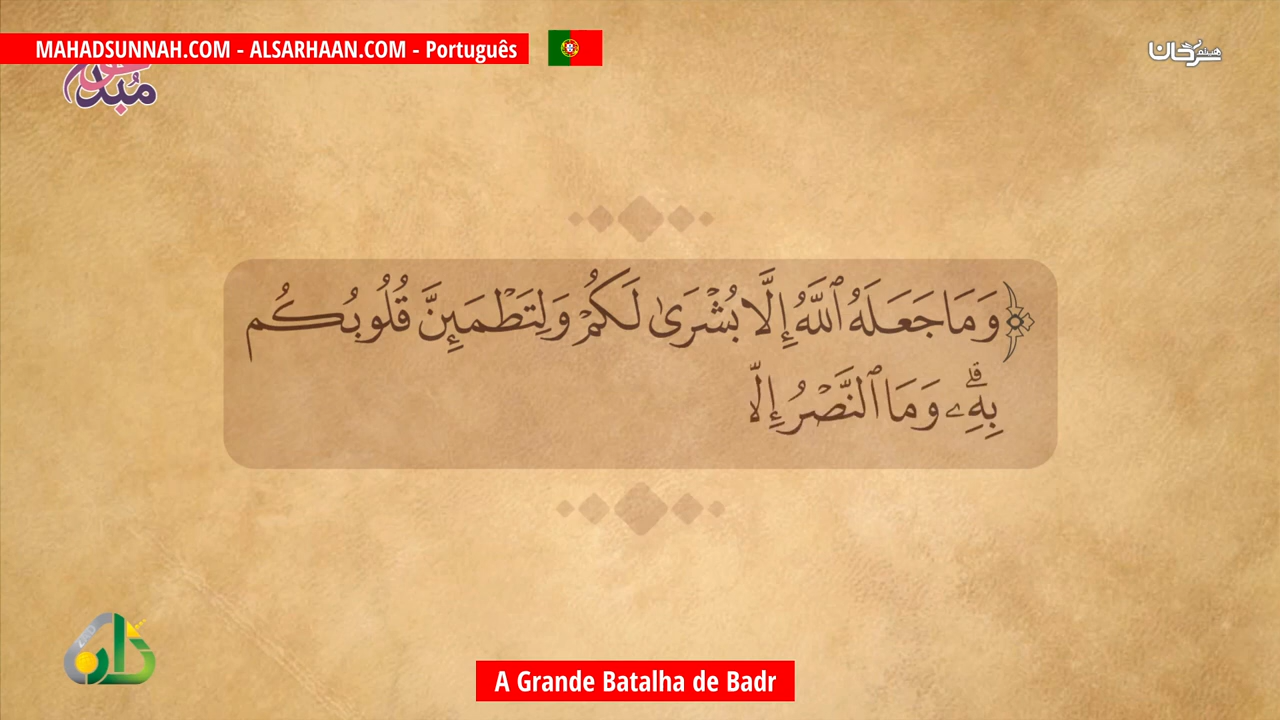 MAHADSUNNAH.COM - ALSARHAAN.COM - Português
﴿وَمَا جَعَلَهُ ٱللَّهُ إِلَّا بُشْرَىٰ لَكُمْ وَلِتَطْمَئِنَّ قُلُوبُكُم
بِهِۦۗ وَمَا ٱلنَّصْرُ إِلَّا
A Grande Batalha de Badr